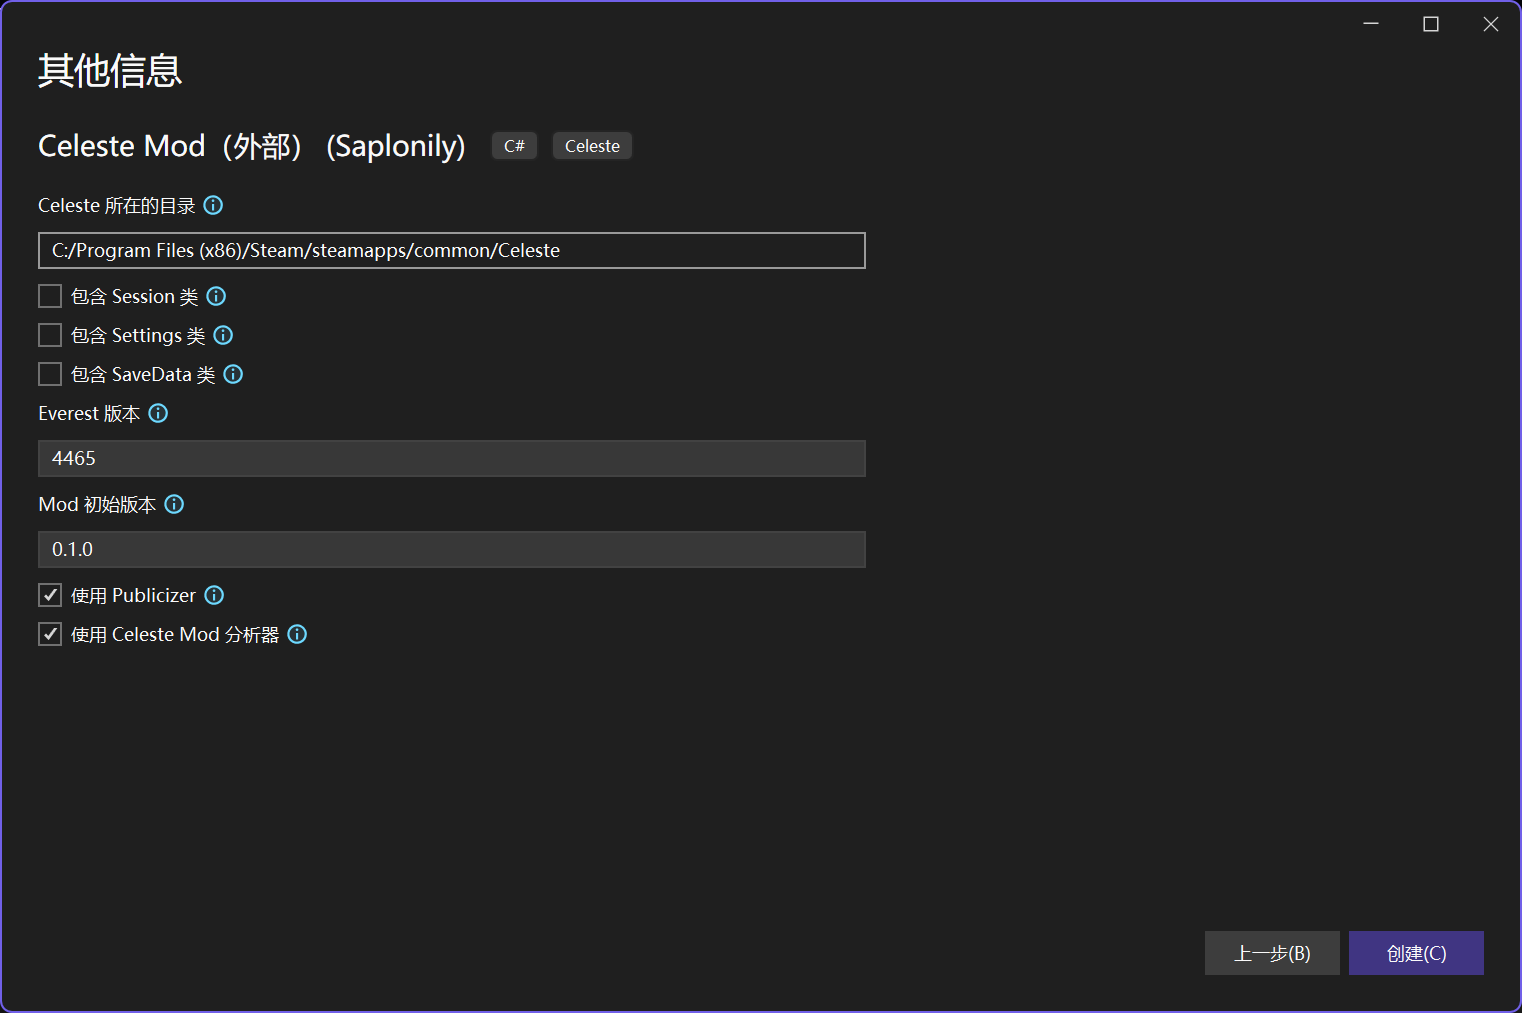 其他信息
Celeste Mod（外部） (Saplonily) C# Celeste
Celeste 所在的目录
C:/Program Files (x86)/Steam/steamapps/common/Celeste
包含 Session 类
包含 Settings 类
包含 SaveData 类
Everest 版本
4465
Mod 初始版本
0.1.0
使用 Publicizer
使用 Celeste Mod 分析器
上一步(B) 创建(C)